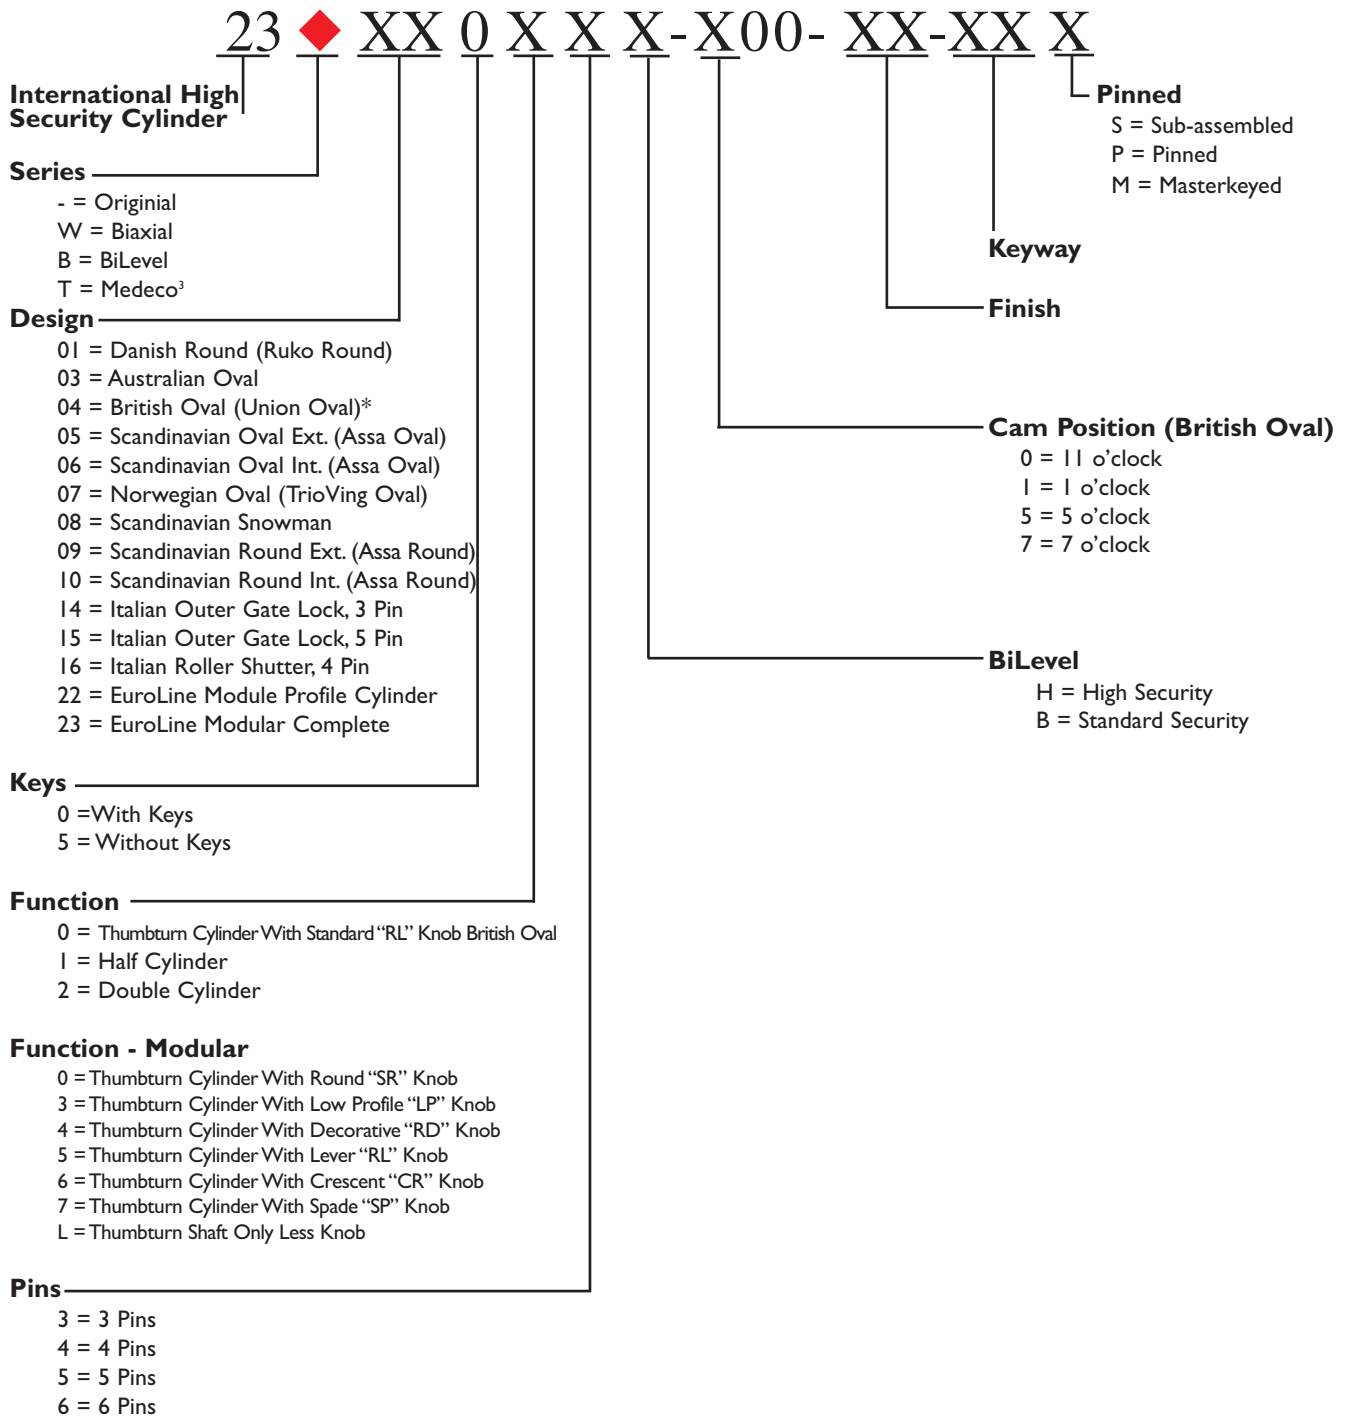 23 ◆ XX 0 X X X-X00- XX-XX X
International High
Security Cylinder
Series
- = Originial
W = Biaxial
B = BiLevel
T = Medeco³
Design
01 = Danish Round (Ruko Round)
03 = Australian Oval
04 = British Oval (Union Oval)*
05 = Scandinavian Oval Ext. (Assa Oval)
06 = Scandinavian Oval Int. (Assa Oval)
07 = Norwegian Oval (TrioVing Oval)
08 = Scandinavian Snowman
09 = Scandinavian Round Ext. (Assa Round)
10 = Scandinavian Round Int. (Assa Round)
14 = Italian Outer Gate Lock, 3 Pin
15 = Italian Outer Gate Lock, 5 Pin
16 = Italian Roller Shutter, 4 Pin
22 = EuroLine Module Profile Cylinder
23 = EuroLine Modular Complete
Keys
0 =With Keys
5 = Without Keys
Function
0 = Thumbturn Cylinder With Standard “RL” Knob British Oval
1 = Half Cylinder
2 = Double Cylinder
Function - Modular
0 = Thumbturn Cylinder With Round “SR” Knob
3 = Thumbturn Cylinder With Low Profile “LP” Knob
4 = Thumbturn Cylinder With Decorative “RD” Knob
5 = Thumbturn Cylinder With Lever “RL” Knob
6 = Thumbturn Cylinder With Crescent “CR” Knob
7 = Thumbturn Cylinder With Spade “SP” Knob
L = Thumbturn Shaft Only Less Knob
Pins
3 = 3 Pins
4 = 4 Pins
5 = 5 Pins
6 = 6 Pins
Pinned
S = Sub-assembled
P = Pinned
M = Masterkeyed
Keyway
Finish
Cam Position (British Oval)
0 = 11 o’clock
1 = 1 o’clock
5 = 5 o’clock
7 = 7 o’clock
BiLevel
H = High Security
B = Standard Security